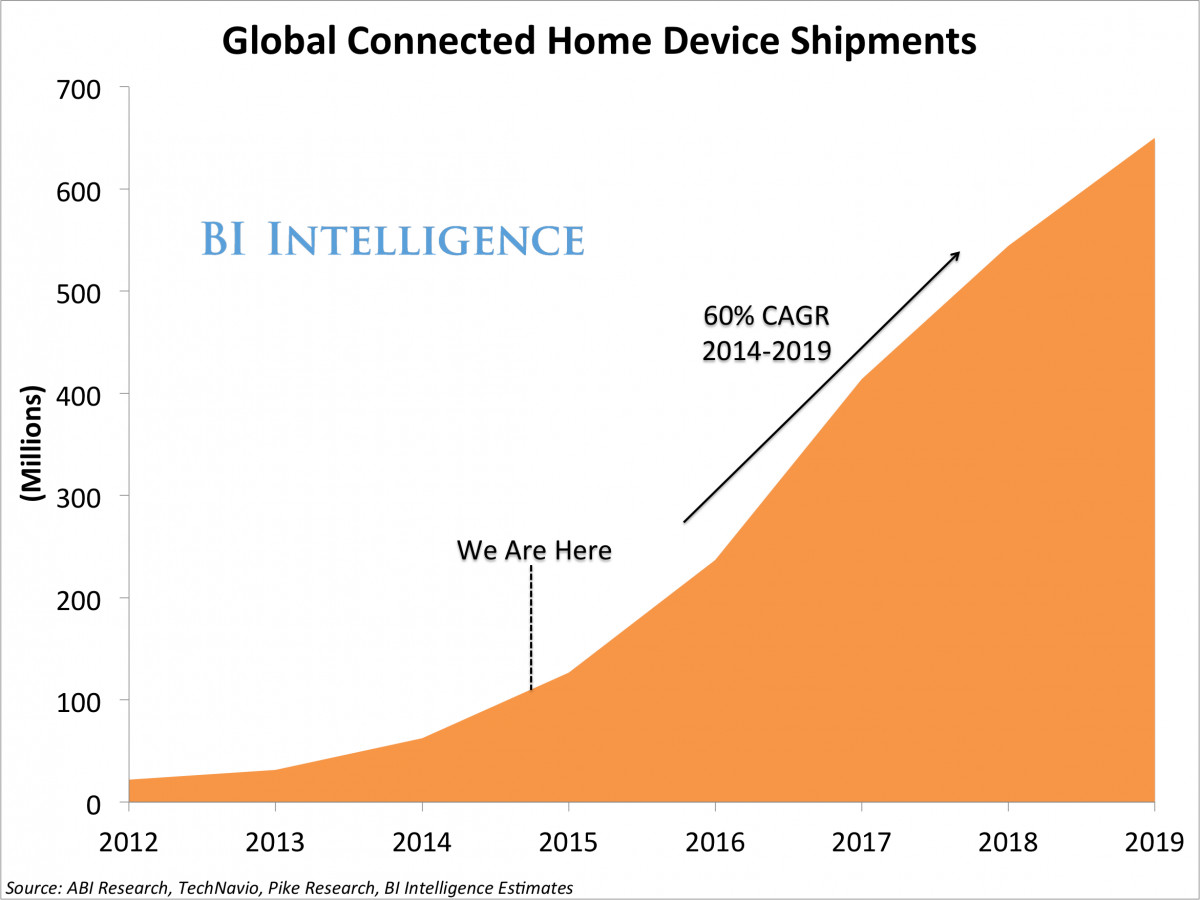 Global Connected Home Device Shipments
700
600
BI INTELLIGENCE
500
60% CAGR
2014-2019
400
(Millions)
300
We Are Here
200
100
0
2012 2013 2014 2015 2016 2017 2018 2019
Source: ABI Research, TechNavio, Pike Research, BI Intelligence Estimates